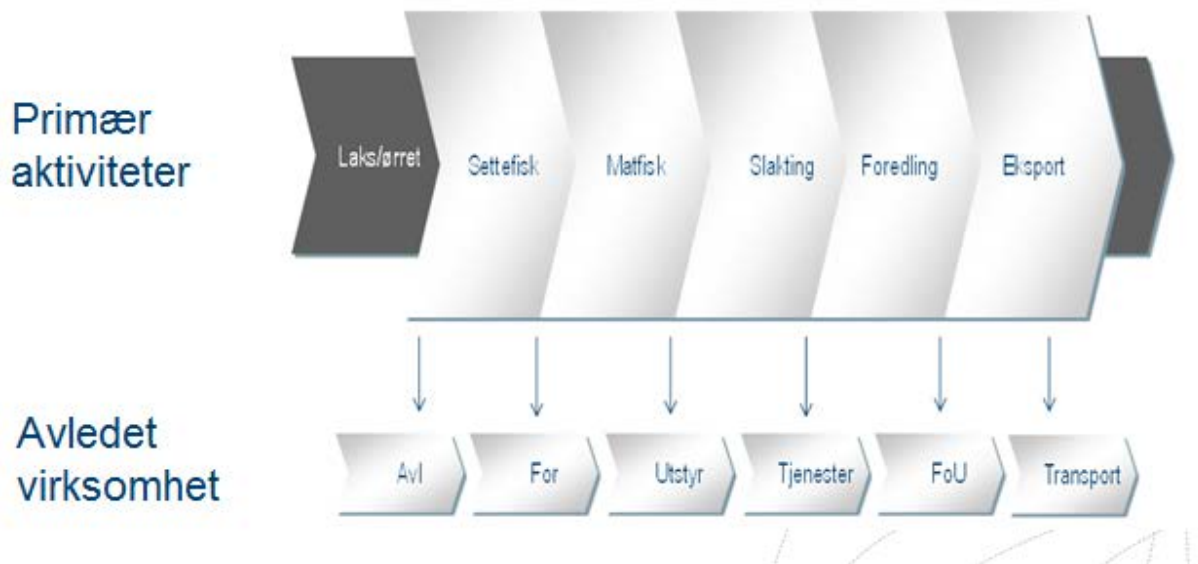 Primær
aktiviteter
Laks/ørret
Settefisk
Matfisk
Slakting
Foredling
Eksport
Avledet
virksomhet
Avl
For
Utstyr
Tjenester
FoU
Transport